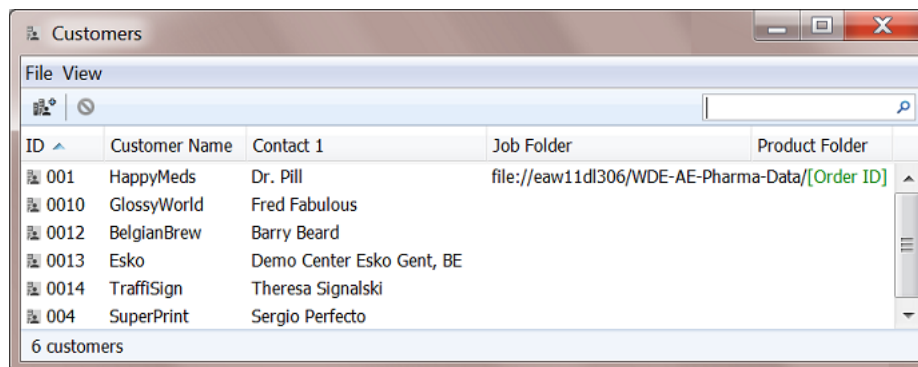 Customers
File View
ID Customer Name Contact 1 Job Folder Product Folder
001 HappyMeds Dr. Pill file://eaw11dl306/WDE-AE-Pharma-Data/[Order ID]
0010 GlossyWorld Fred Fabulous
0012 BelgianBrew Barry Beard
0013 Esko Demo Center Esko Gent, BE
0014 TraffiSign Theresa Signalski
004 SuperPrint Sergio Perfecto
6 customers